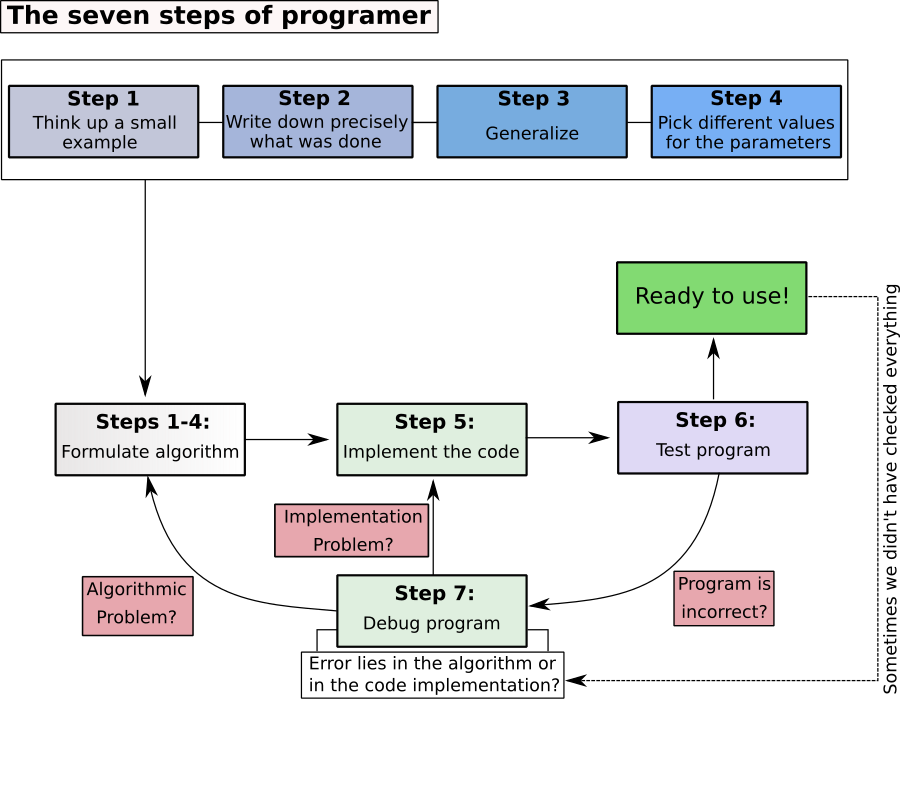 The seven steps of programer
Step 1
Think up a small
example
Step 2
Write down precisely
what was done
Step 3
Generalize
Step 4
Pick different values
for the parameters
Ready to use!
Sometimes we didn't have checked everything
Steps 1-4:
Formulate algorithm
Step 5:
Implement the code
Step 6:
Test program
Implementation
Problem?
Algorithmic
Problem?
Step 7:
Debug program
Program is
incorrect?
Error lies in the algorithm or
in the code implementation?